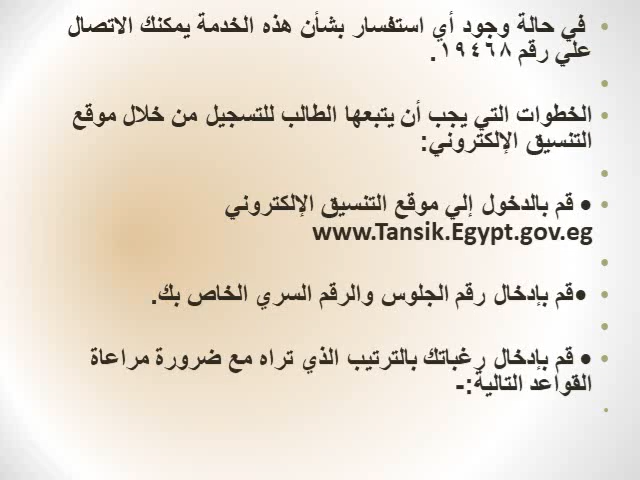 • في حالة وجود أي استفسار بشأن هذه الخدمة يمكنك الاتصال
علي رقم ١٩٤٦٨.
•
• الخطوات التي يجب أن يتبعها الطالب للتسجيل من خلال موقع
التنسيق الإلكتروني:
•
• • قم بالدخول إلي موقع التنسيق الإلكتروني
www.Tansik.Egypt.gov.eg
•
• •قم بإدخال رقم الجلوس والرقم السري الخاص بك.
•
• • قم بإدخال رغباتك بالترتيب الذي تراه مع ضرورة مراعاة
القواعد التالية:-
•